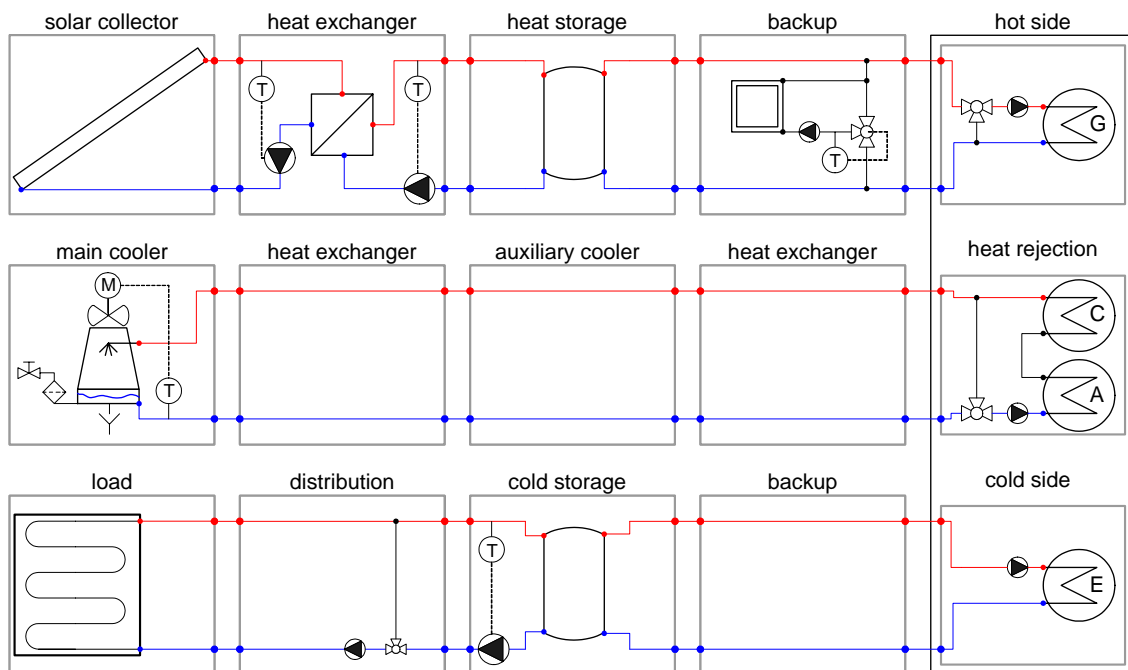 solar collector
heat exchanger
heat storage
backup
hot side
T
T
T
G
main cooler
heat exchanger
auxiliary cooler
heat exchanger
heat rejection
M
T
C
A
load
distribution
cold storage
backup
cold side
T
E